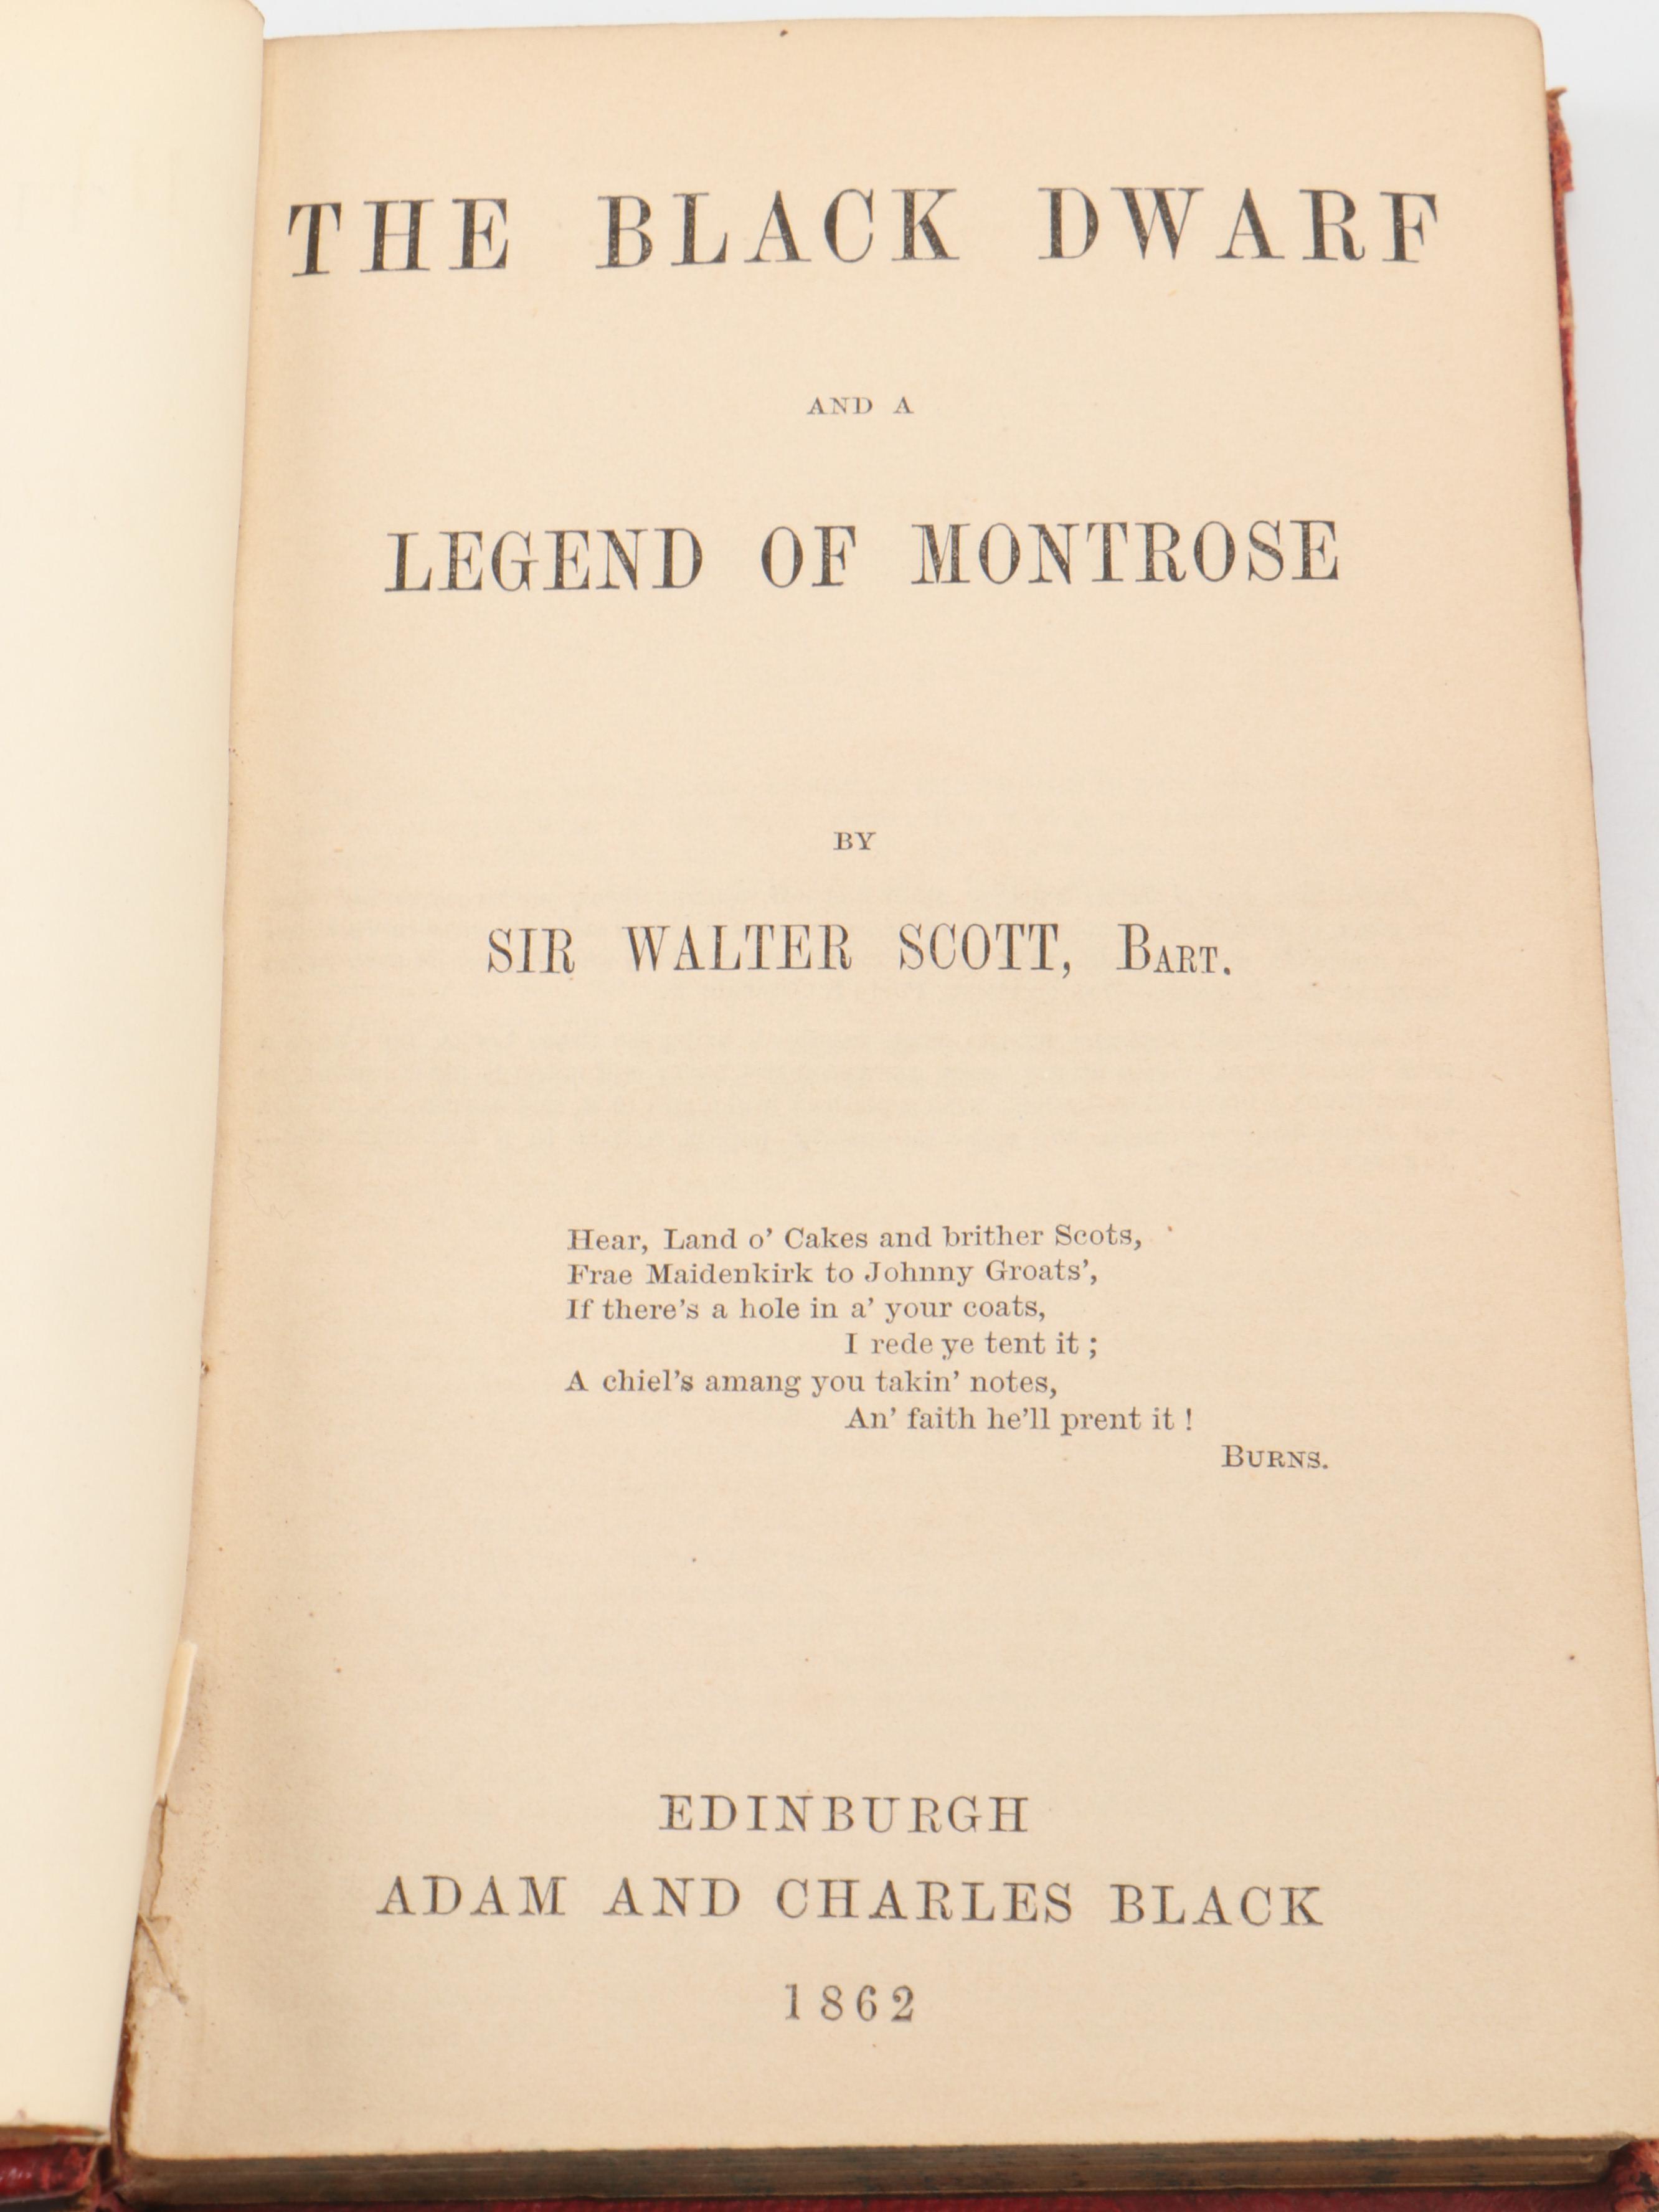 THE BLACK DWARF
AND A
LEGEND OF MONTROSE
BY
SIR WALTER SCOTT, BART.
Hear, Land o' Cakes and brither Scots,
Frae Maidenkirk to Johnny Groats',
If there's a hole in a' your coats,
I rede ye tent it ;
A chiel's amang you takin' notes,
An' faith he'll prent it !
BURNS.
EDINBURGH
ADAM AND CHARLES BLACK
1862